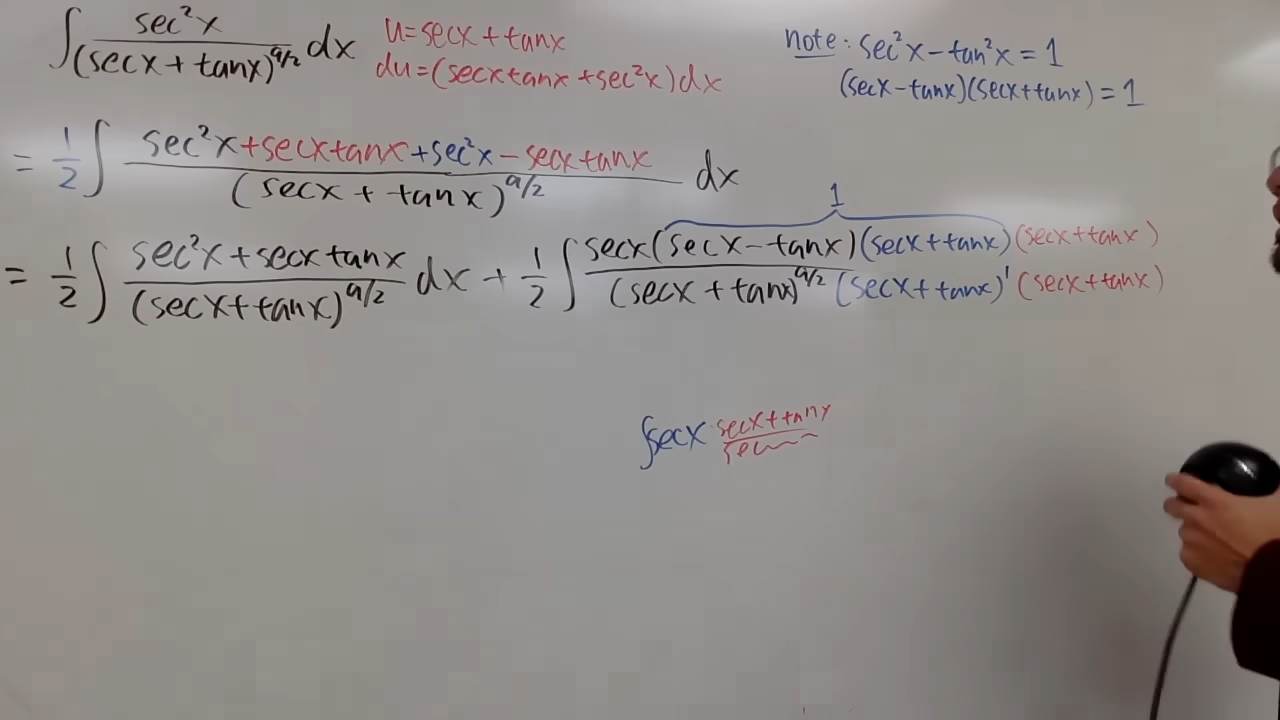 ∫ sec²x / (secx + tanx)^(9/2) dx
u = secx + tanx
du = (secxtanx + sec²x) dx
note: sec²x − tan²x = 1
(secx − tanx)(secx + tanx) = 1
= 1/2 ∫ (sec²x + secxtanx + sec²x − secxtanx) / (secx + tanx)^(9/2) dx
1
= 1/2 ∫ (sec²x + secxtanx) / (secx + tanx)^(9/2) dx + 1/2 ∫ secx(secx − tanx)(secx + tanx)(secx + tanx) / (secx + tanx)^(9/2) (secx + tanx)¹ (secx + tanx)
∫ secx (secx + tanx) / sec